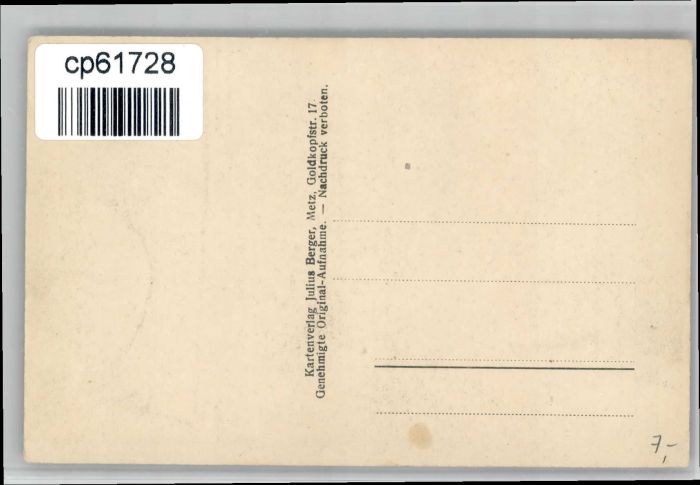 cp61728
Kartenverlag Julius Berger, Metz, Goldkopfstr. 17
Genehmigte Original-Aufnahme. — Nachdruck verboten.
7,-